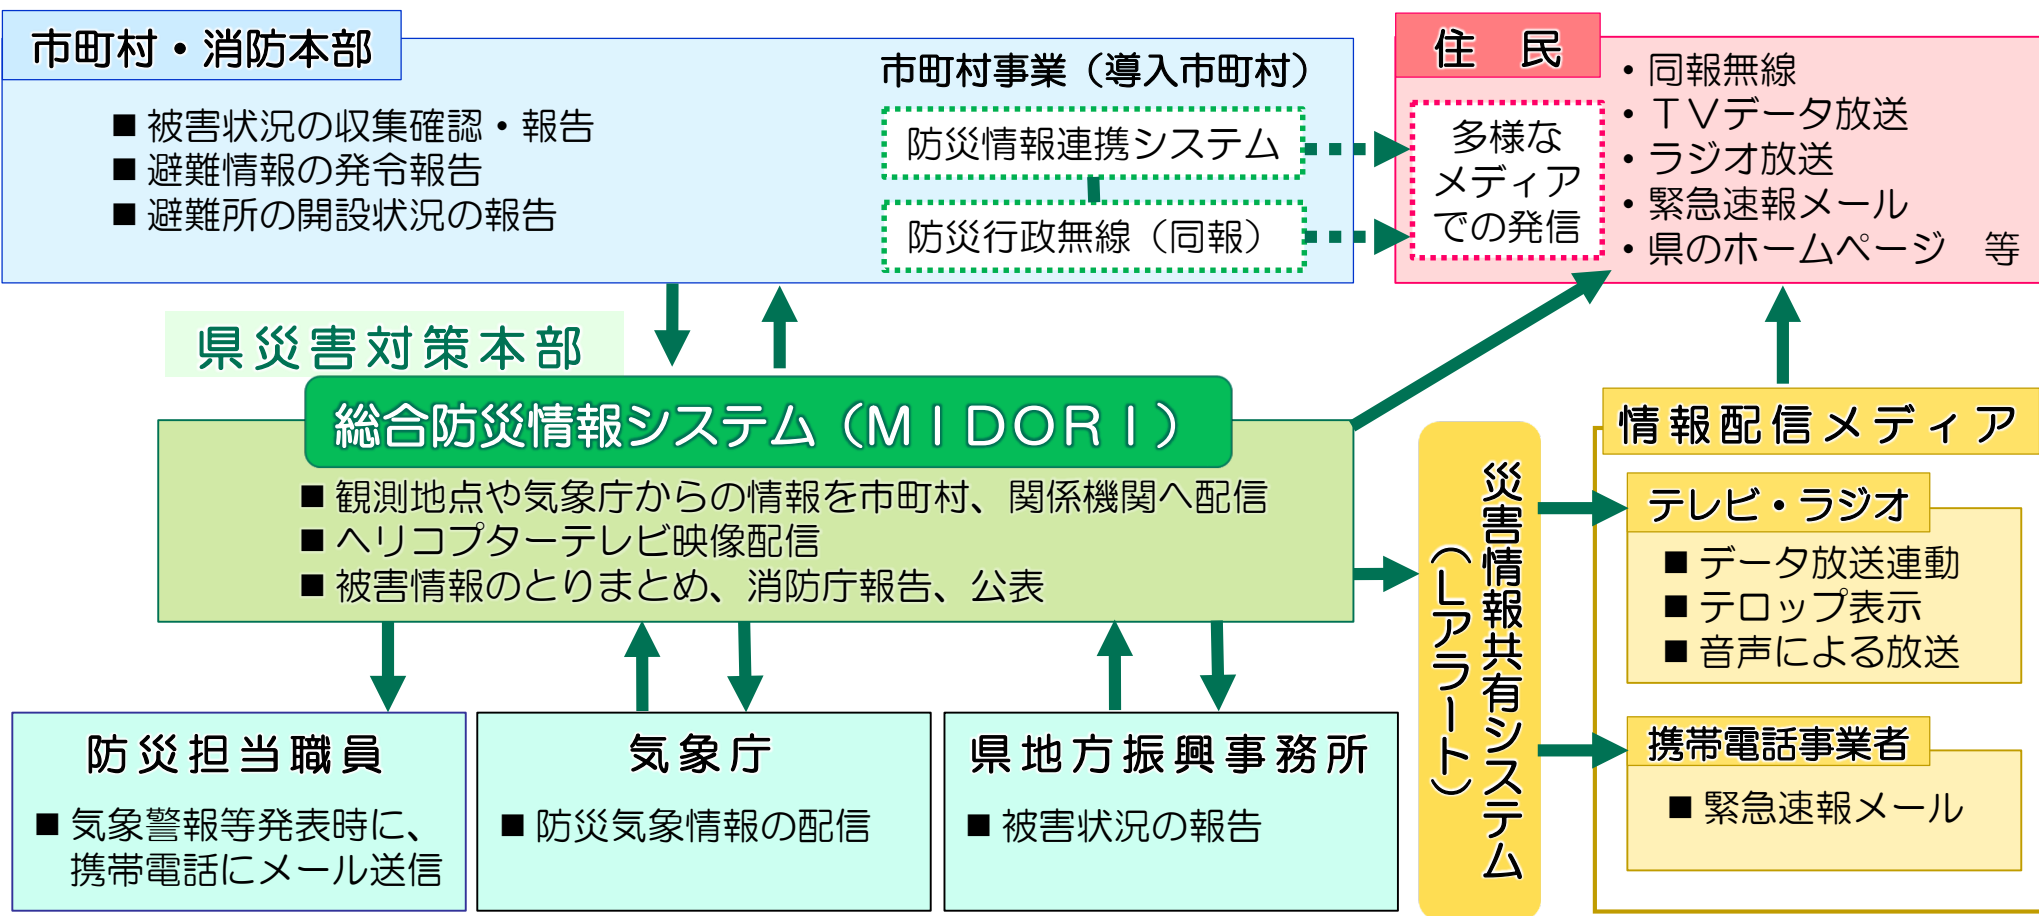 市町村・消防本部
■ 被害状況の収集確認・報告
■ 避難情報の発令報告
■ 避難所の開設状況の報告
市町村事業（導入市町村）
防災情報連携システム
防災行政無線（同報）
住　民
多様な
メディア
での発信
・同報無線
・ＴＶデータ放送
・ラジオ放送
・緊急速報メール
・県のホームページ　等
県災害対策本部
総合防災情報システム（ＭＩＤＯＲＩ）
■ 観測地点や気象庁からの情報を市町村、関係機関へ配信
■ ヘリコプターテレビ映像配信
■ 被害情報のとりまとめ、消防庁報告、公表
防災担当職員
■ 気象警報等発表時に、
携帯電話にメール送信
気象庁
■ 防災気象情報の配信
県地方振興事務所
■ 被害状況の報告
災害情報共有システム
（Ｌアラート）
情報配信メディア
テレビ・ラジオ
■ データ放送連動
■ テロップ表示
■ 音声による放送
携帯電話事業者
■ 緊急速報メール